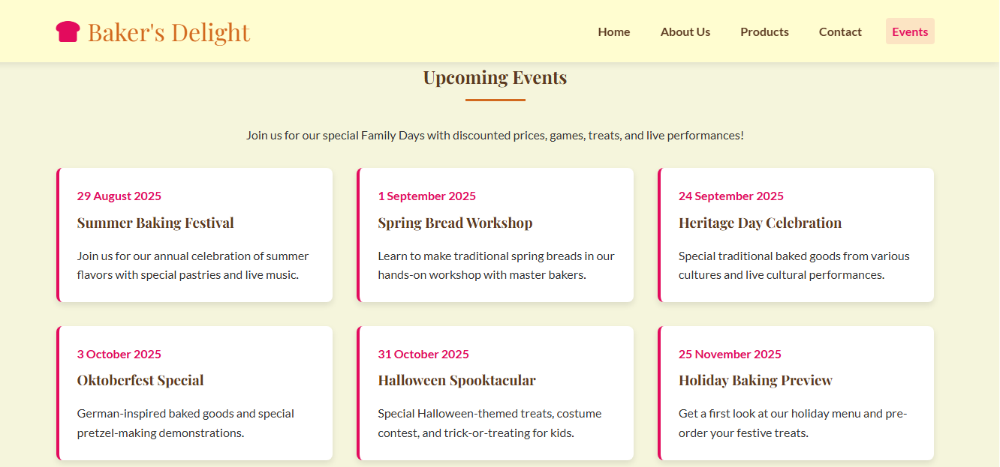 Baker's Delight
Home About Us Products Contact Events
Upcoming Events
Join us for our special Family Days with discounted prices, games, treats, and live performances!
29 August 2025
Summer Baking Festival
Join us for our annual celebration of summer
flavors with special pastries and live music.
1 September 2025
Spring Bread Workshop
Learn to make traditional spring breads in our
hands-on workshop with master bakers.
24 September 2025
Heritage Day Celebration
Special traditional baked goods from various
cultures and live cultural performances.
3 October 2025
Oktoberfest Special
German-inspired baked goods and special
pretzel-making demonstrations.
31 October 2025
Halloween Spooktacular
Special Halloween-themed treats, costume
contest, and trick-or-treating for kids.
25 November 2025
Holiday Baking Preview
Get a first look at our holiday menu and pre-
order your festive treats.